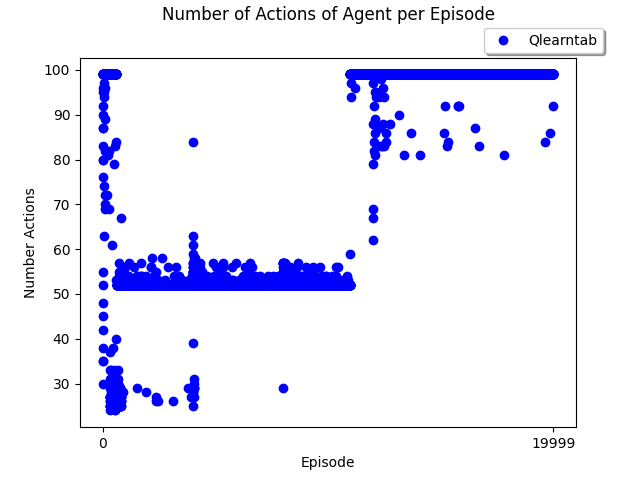 Number of Actions of Agent per Episode
Qlearntab
100
90
80
70
60
50
40
30
Number Actions
0
19999
Episode